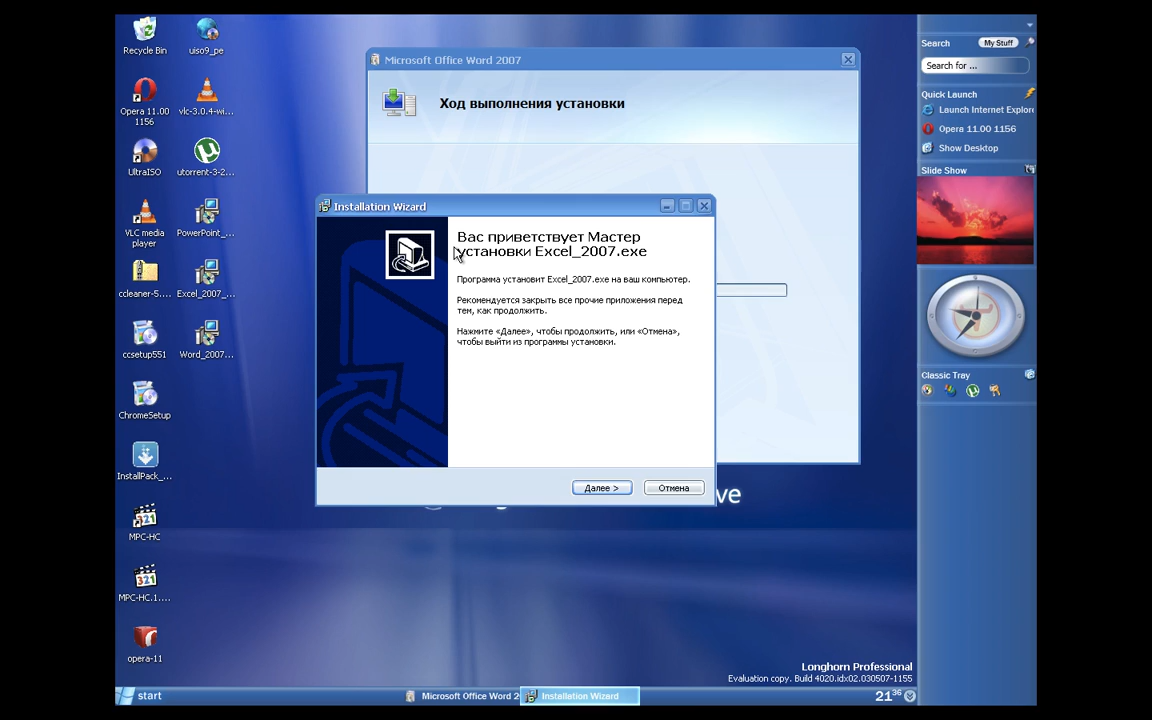 Recycle Bin
uiso9_pe
Opera 11.00
1156
vlc-3.0.4-wi...
UltraISO
utorrent-3-2...
VLC media
player
PowerPoint_...
ccleaner-5....
Excel_2007_...
ccsetup551
Word_2007...
ChromeSetup
InstallPack_...
MPC-HC
MPC-HC.1....
opera-11
Microsoft Office Word 2007
Ход выполнения установки
Installation Wizard
Вас приветствует Мастер
установки Excel_2007.exe
Программа установит Excel_2007.exe на ваш компьютер.
Рекомендуется закрыть все прочие приложения перед
тем, как продолжить.
Нажмите «Далее», чтобы продолжить, или «Отмена»,
чтобы выйти из программы установки.
Далее >
Отмена
ve
Search
My Stuff
Search for ...
Quick Launch
Launch Internet Explore
Opera 11.00 1156
Show Desktop
Slide Show
Classic Tray
Longhorn Professional
Evaluation copy. Build 4020.idx02.030507-1155
start
Microsoft Office Word 2
Installation Wizard
21 36